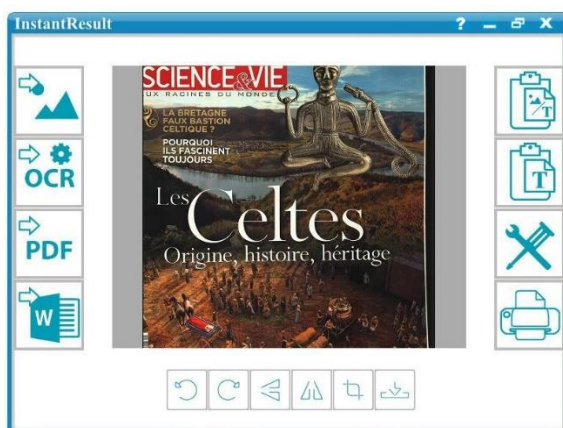 InstantResult
?
SCIENCE&VIE
UX RACINES DU MONDE
LA BRETAGNE
FAUX BASTION
CELTIQUE ?
POURQUOI
ILS FASCINENT
TOUJOURS
Les
Celtes
Origine, histoire, héritage
OCR
PDF
W
T
T